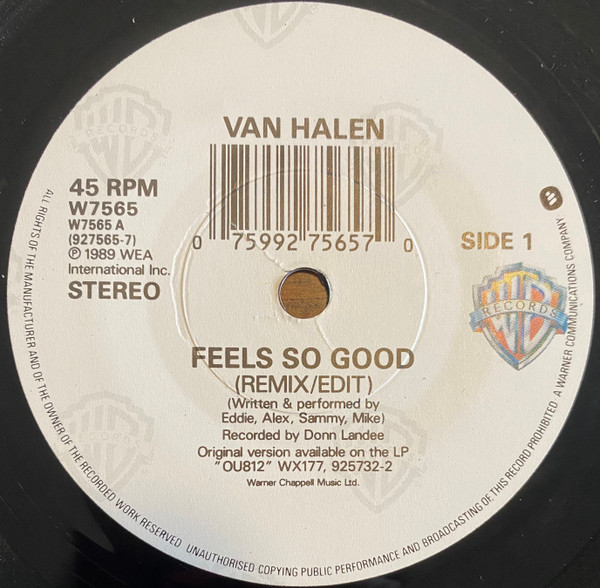 VAN HALEN
45 RPM
W7565
W7565 A
(927565-7)
℗ 1989 WEA
International Inc.
STEREO
0 75992 75657 0
SIDE 1
WB
RECORDS
FEELS SO GOOD
(REMIX/EDIT)
(Written & performed by
Eddie, Alex, Sammy, Mike)
Recorded by Donn Landee
Original version available on the LP
"OU812" WX177, 925732-2
Warner Chappell Music Ltd.
ALL RIGHTS OF THE MANUFACTURER AND OF THE OWNER OF THE RECORDED WORK RESERVED UNAUTHORISED COPYING PUBLIC PERFORMANCE AND BROADCASTING OF THIS RECORD PROHIBITED A WARNER COMMUNICATIONS COMPANY